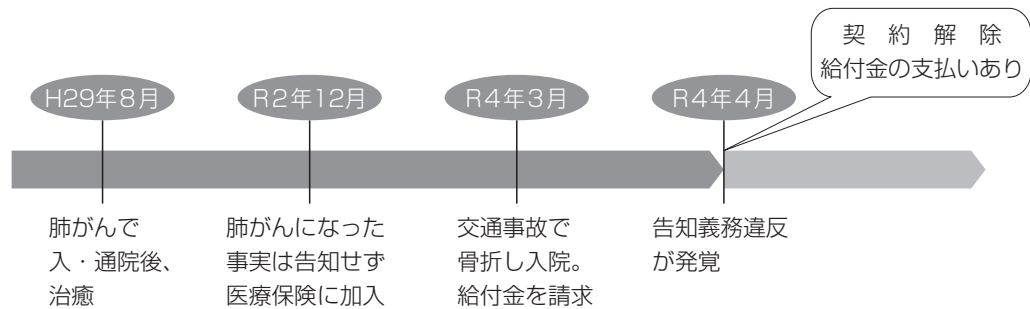 契約解除
給付金の支払いあり
H29年8月
R2年12月
R4年3月
R4年4月
肺がんで
入・通院後、
治癒
肺がんになった
事実は告知せず
医療保険に加入
交通事故で
骨折し入院。
給付金を請求
告知義務違反
が発覚